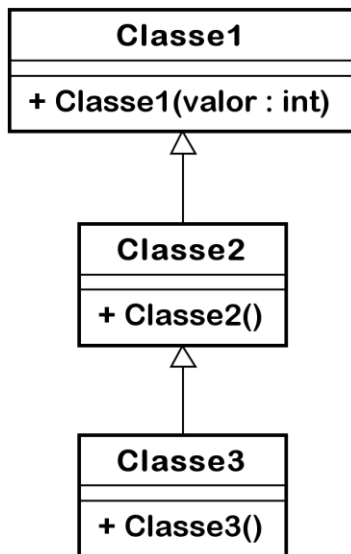 Classe1
+ Classe1(valor : int)
Classe2
+ Classe2()
Classe3
+ Classe3()